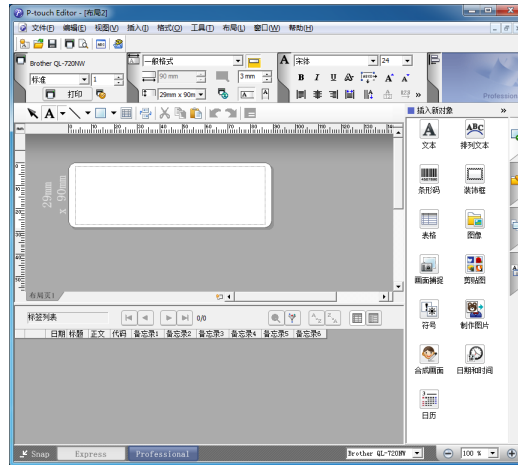 P-touch Editor - [布局2]
文件(F) 编辑(E) 视图(V) 插入(I) 格式(O) 工具(T) 布局(L) 窗口(W) 帮助(H)
Brother QL-720NW
标准 1
打印
一般格式
90 mm 3 mm
29mm x 90m
宋体 24
B I U
Professional
插入新对象
文本 排列文本
条形码 装饰框
表格 图像
画面捕捉 剪贴图
符号 制作图片
合成画面 日期和时间
日历
29mm
x 90mm
布局页1
标签列表 0/0
日期 标题 正文 代码 备忘录1 备忘录2 备忘录3 备忘录4 备忘录5 备忘录6
Snap Express Professional Brother QL-720NW 100 %